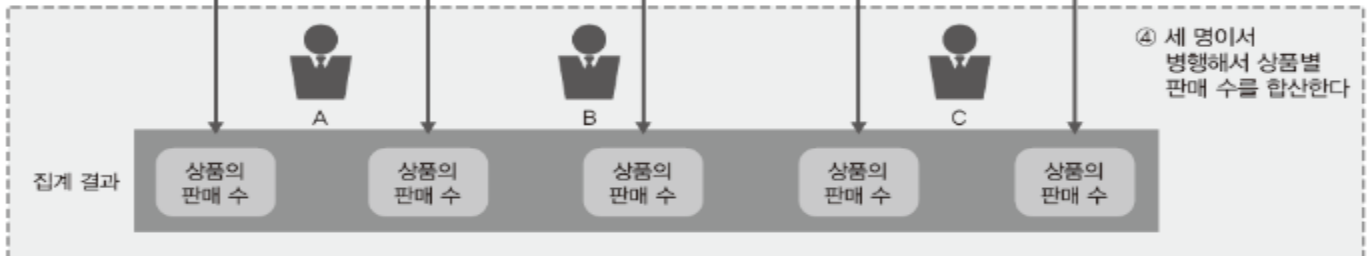 ④ 세 명이서
병행해서 상품별
판매 수를 합산한다
A
B
C
집계 결과
상품의
판매 수
상품의
판매 수
상품의
판매 수
상품의
판매 수
상품의
판매 수